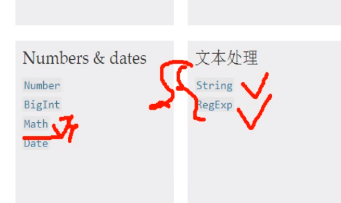 Numbers & dates
Number
BigInt
Math
Date
文本处理
String
RegExp